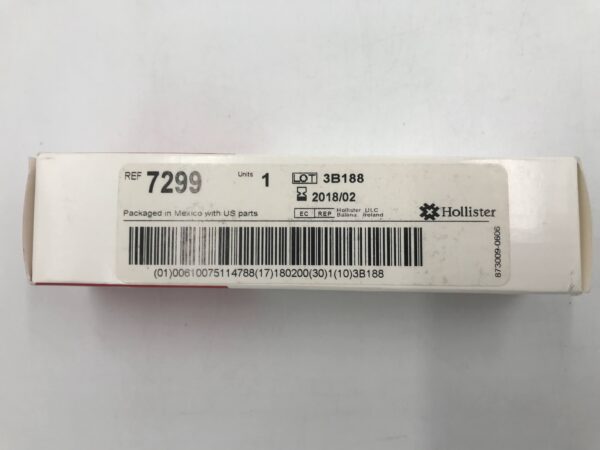 REF 7299 Units 1 LOT 3B188
2018/02
Packaged in Mexico with US parts EC REP Hollister ULC
Ballina, Ireland
Hollister
(01)00610075114788(17)180200(30)1(10)3B188
873009-0806